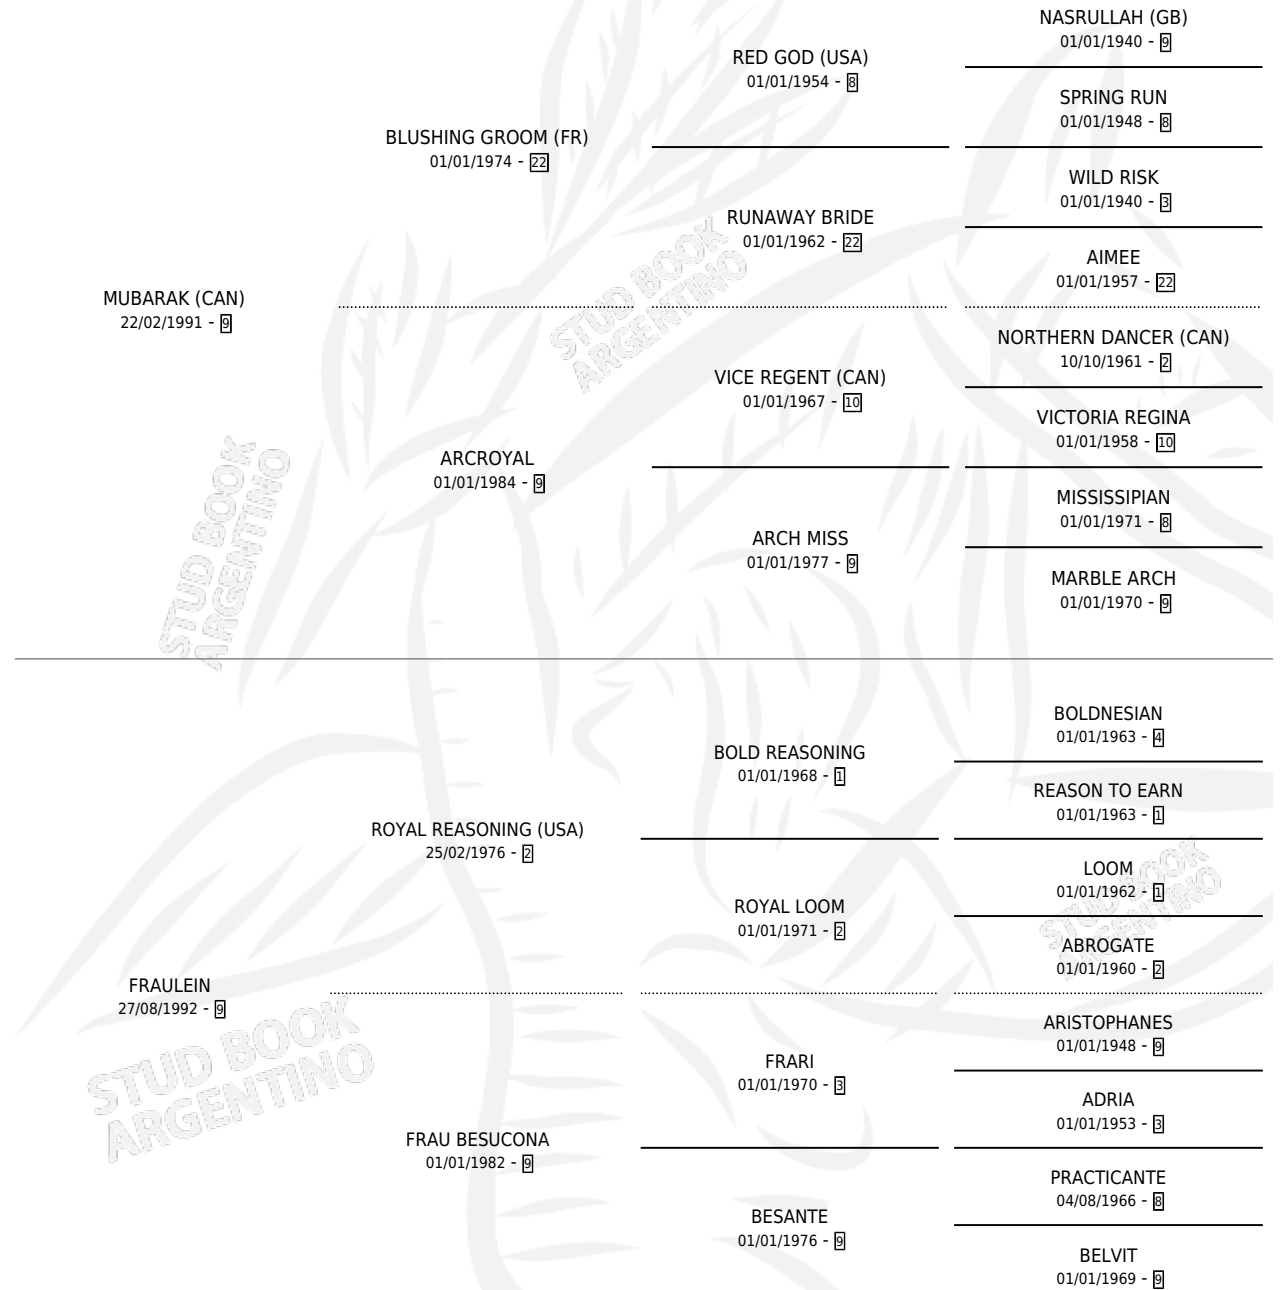 NASRULLAH (GB)
01/01/1940 - 9
RED GOD (USA)
01/01/1954 - 8
SPRING RUN
01/01/1948 - 8
BLUSHING GROOM (FR)
01/01/1974 - 22
WILD RISK
01/01/1940 - 3
RUNAWAY BRIDE
01/01/1962 - 22
AIMEE
01/01/1957 - 22
MUBARAK (CAN)
22/02/1991 - 9
NORTHERN DANCER (CAN)
10/10/1961 - 2
VICE REGENT (CAN)
01/01/1967 - 10
VICTORIA REGINA
01/01/1958 - 10
ARCROYAL
01/01/1984 - 9
MISSISSIPIAN
01/01/1971 - 8
ARCH MISS
01/01/1977 - 9
MARBLE ARCH
01/01/1970 - 9
BOLDNESIAN
01/01/1963 - 4
BOLD REASONING
01/01/1968 - 1
REASON TO EARN
01/01/1963 - 1
ROYAL REASONING (USA)
25/02/1976 - 2
LOOM
01/01/1962 - 1
ROYAL LOOM
01/01/1971 - 2
ABROGATE
01/01/1960 - 2
FRAULEIN
27/08/1992 - 9
ARISTOPHANES
01/01/1948 - 9
FRARI
01/01/1970 - 3
ADRIA
01/01/1953 - 3
FRAU BESUCONA
01/01/1982 - 9
PRACTICANTE
04/08/1966 - 8
BESANTE
01/01/1976 - 9
BELVIT
01/01/1969 - 9
STUD BOOK
ARGENTINO
STUD BOOK
ARGENTINO
STUD BOOK
ARGENTINO
STUD BOOK
ARGENTINO